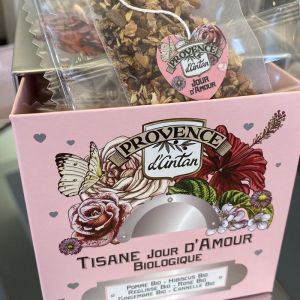 PROVENCE
d'antan
JOUR
D'AMOUR
PROVENCE
d'antan
TISANE JOUR D'AMOUR
BIOLOGIQUE
POMME BIO - HIBISCUS BIO
REGLISSE BIO - ROSE BIO
GINGEMBRE BIO - CANNELLE BIO